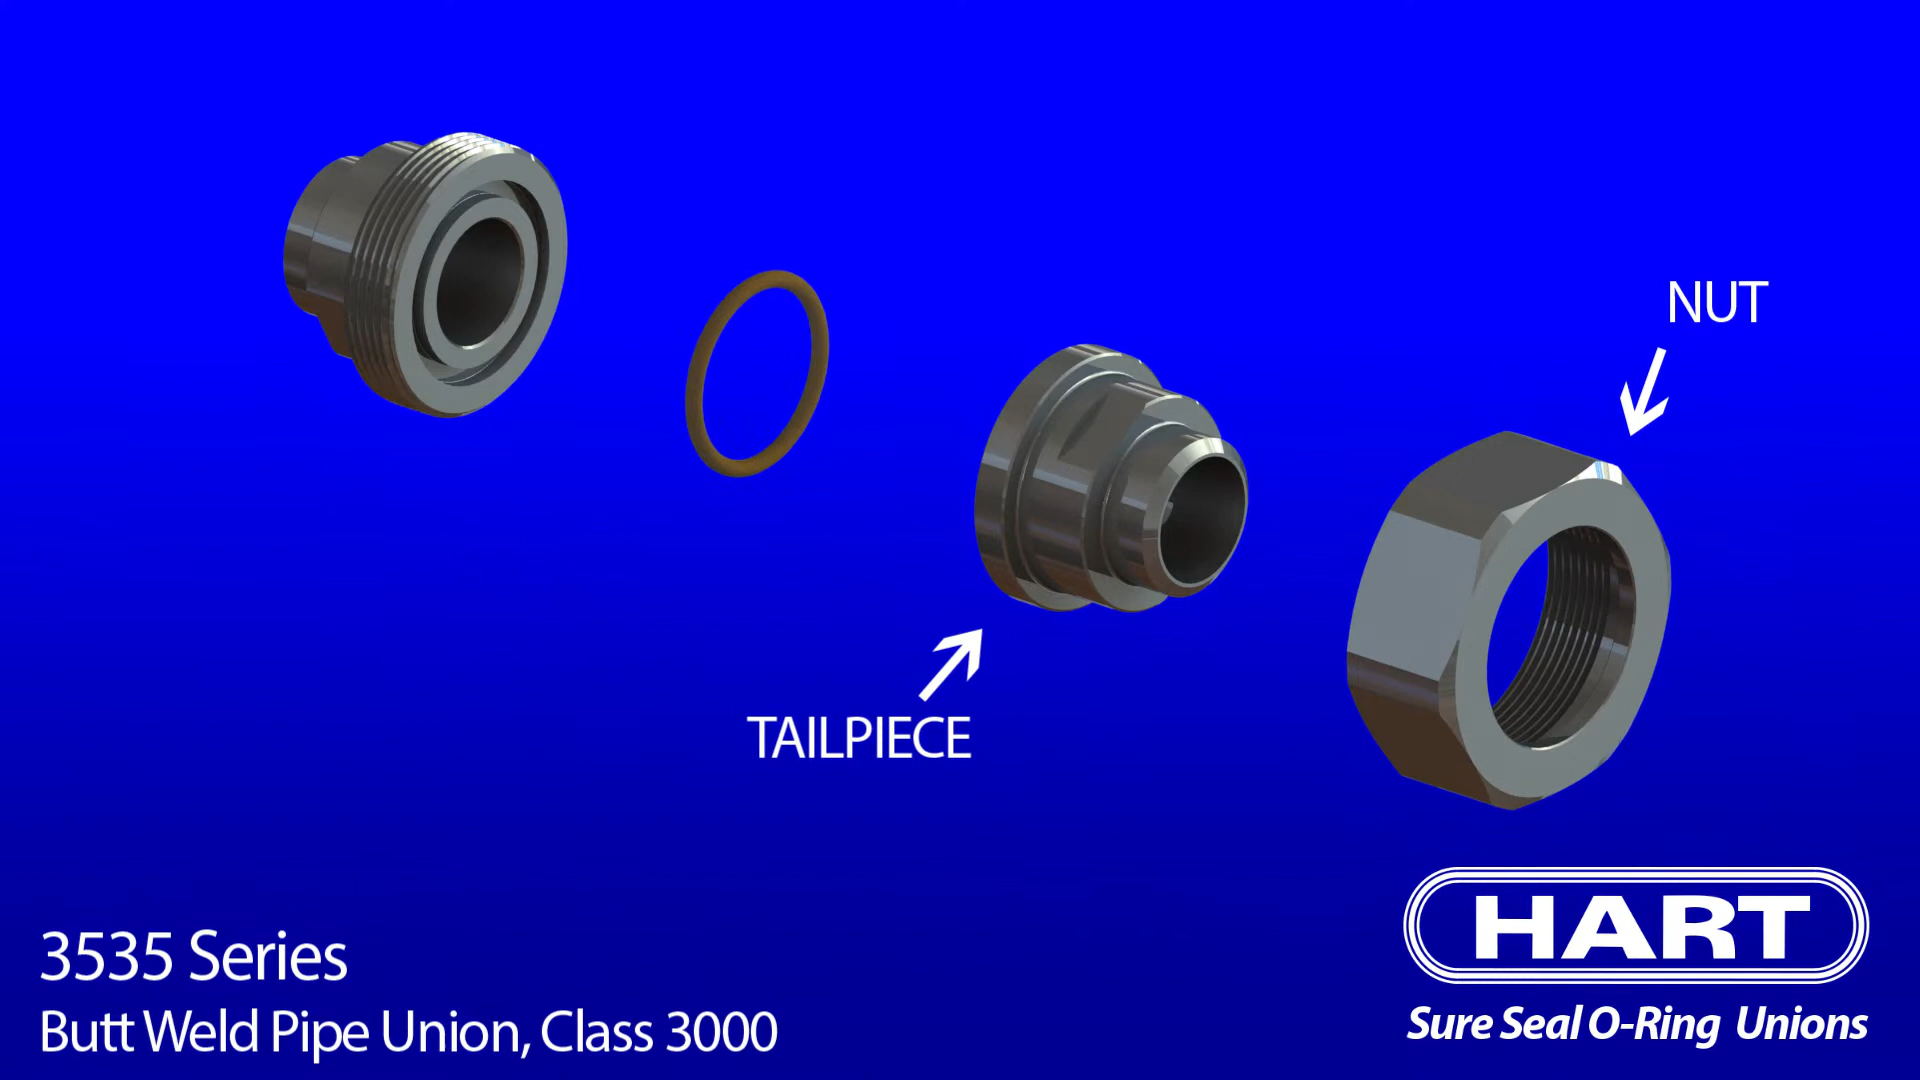 NUT
TAILPIECE
3535 Series
Butt Weld Pipe Union, Class 3000
HART
Sure Seal O-Ring Unions